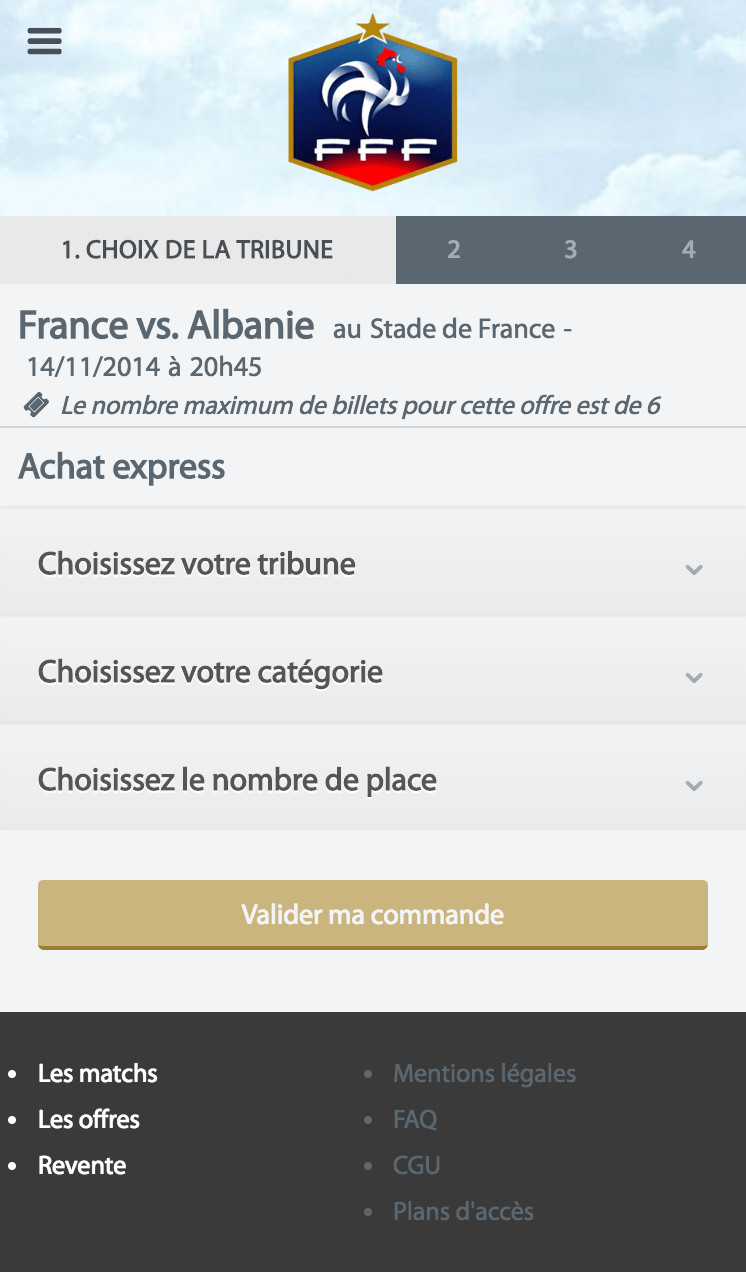 FFF
1. CHOIX DE LA TRIBUNE 2 3 4
France vs. Albanie au Stade de France -
14/11/2014 à 20h45
Le nombre maximum de billets pour cette offre est de 6
Achat express
Choisissez votre tribune
Choisissez votre catégorie
Choisissez le nombre de place
Valider ma commande
Les matchs
Les offres
Revente
Mentions légales
FAQ
CGU
Plans d'accès